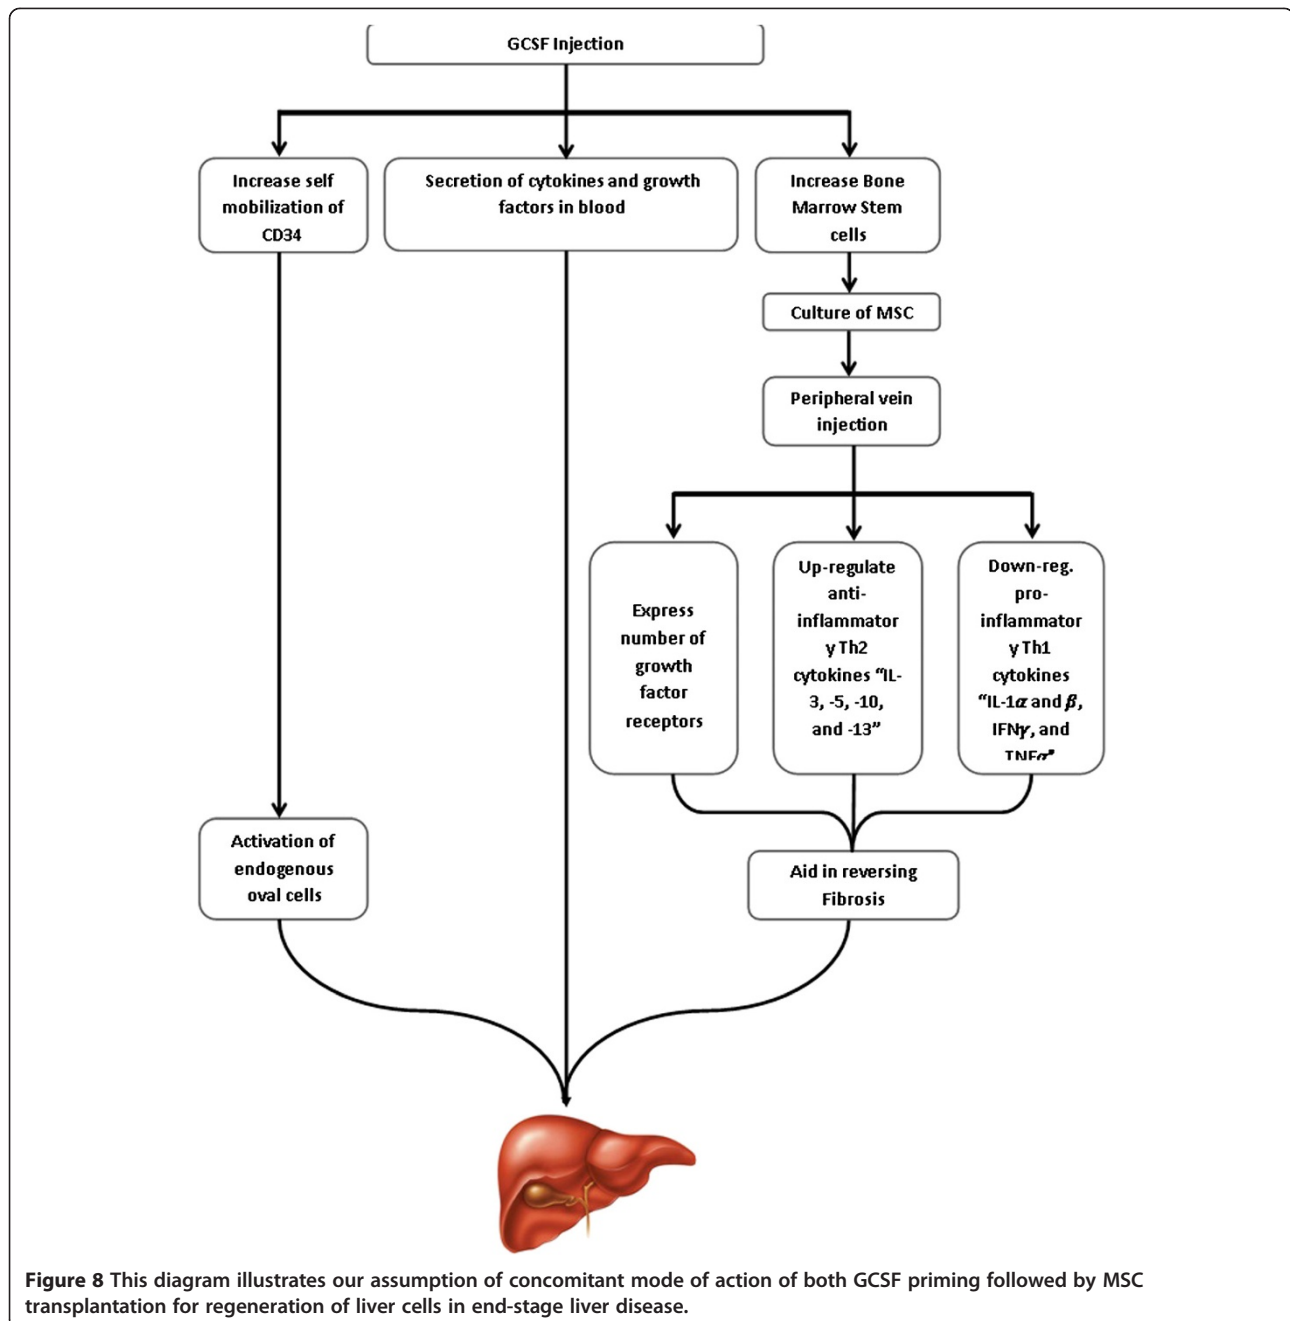 GCSF Injection
Increase self
mobilization of
CD34
Secretion of cytokines and growth
factors in blood
Increase Bone
Marrow Stem
cells
Culture of MSC
Peripheral vein
injection
Express
number of
growth
factor
receptors
Up-regulate
anti-
inflammator
y Th2
cytokines “IL-
3, -5, -10,
and -13”
Down-reg.
pro-
inflammator
y Th1
cytokines
“IL-1α and β,
IFNγ, and
TNFα”
Activation of
endogenous
oval cells
Aid in reversing
Fibrosis
Figure 8 This diagram illustrates our assumption of concomitant mode of action of both GCSF priming followed by MSC
transplantation for regeneration of liver cells in end-stage liver disease.